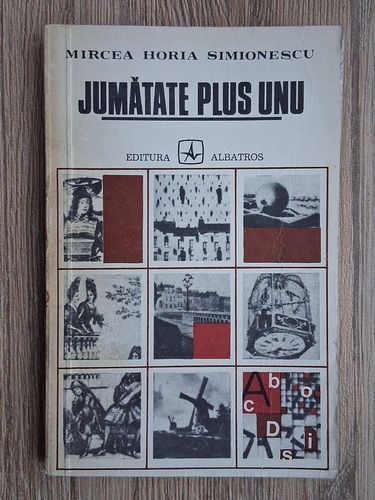 MIRCEA HORIA SIMIONESCU
JUMĂTATE PLUS UNU
EDITURA ALBATROS
A b o
c D i
s